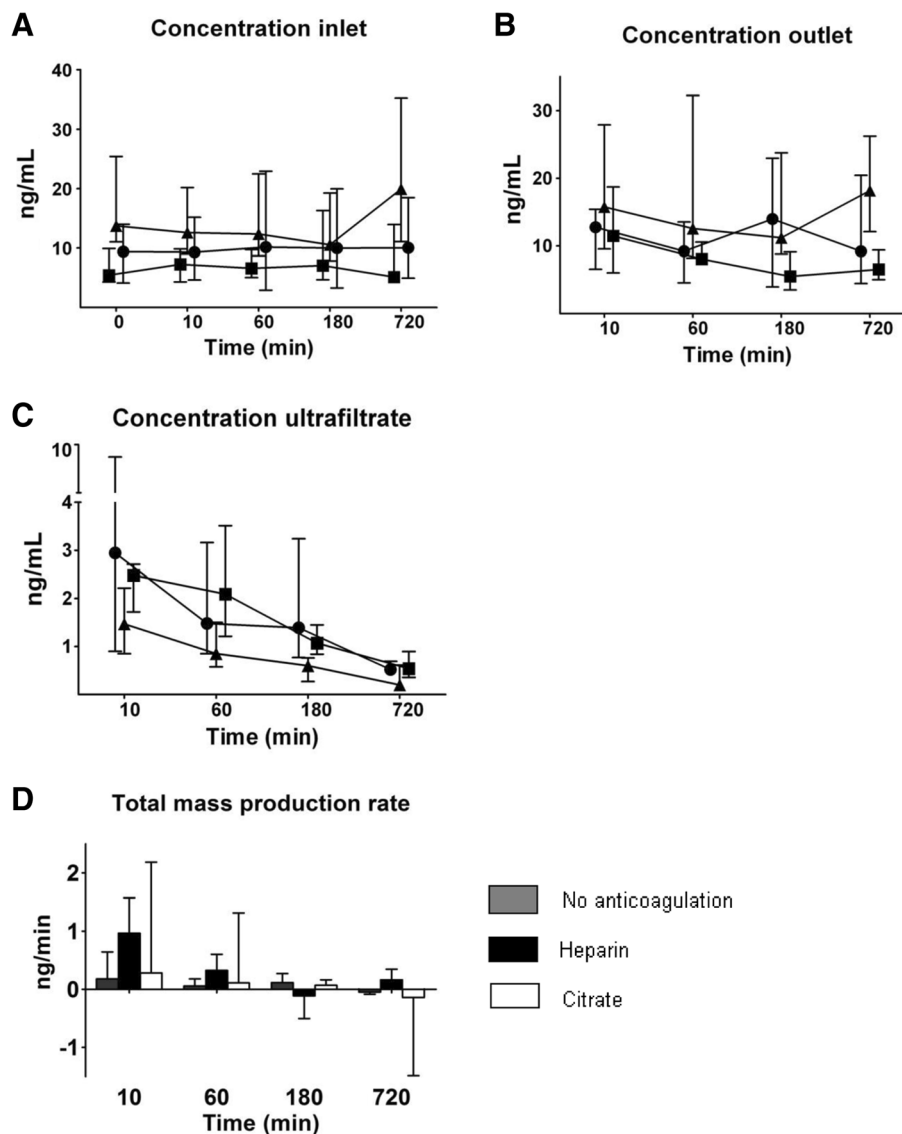 A
Concentration inlet
ng/mL
40
30
20
10
0 10 60 180 720
Time (min)
B
Concentration outlet
ng/mL
30
20
10
10 60 180 720
Time (min)
C
Concentration ultrafiltrate
ng/mL
10
4
3
2
1
10 60 180 720
Time (min)
D
Total mass production rate
ng/min
2
1
0
-1
10 60 180 720
Time (min)
No anticoagulation
Heparin
Citrate